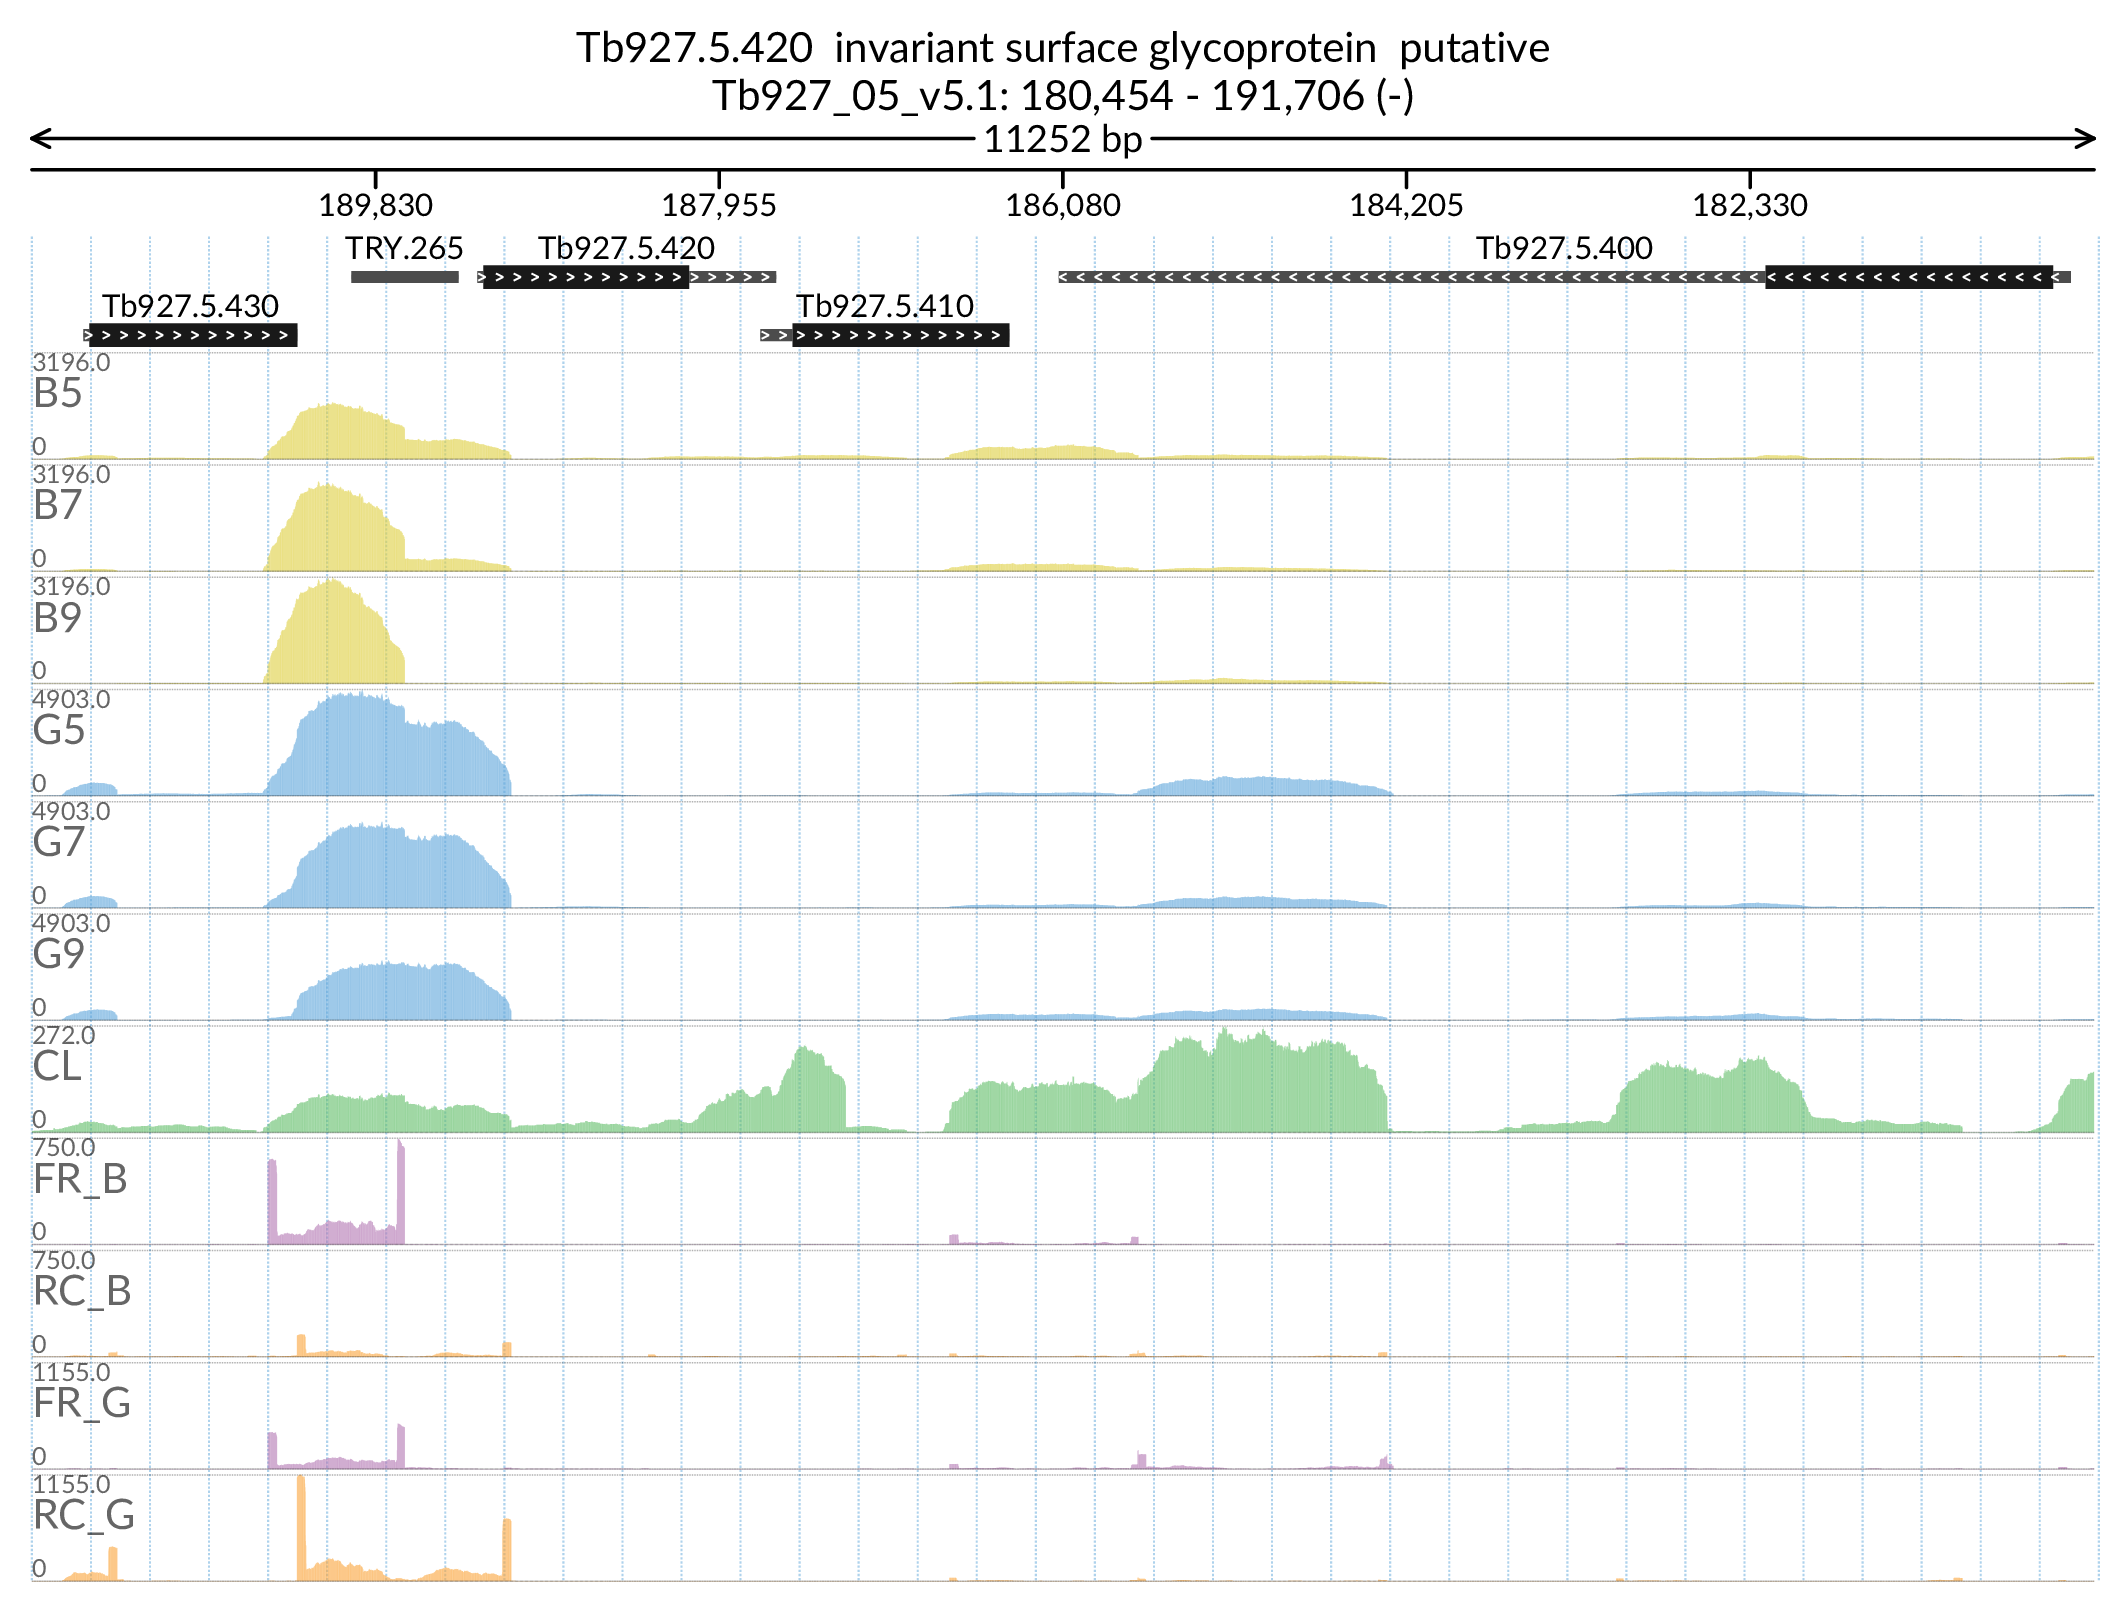 Tb927.5.420  invariant surface glycoprotein  putative
Tb927_05_v5.1: 180,454 - 191,706 (-)
11252 bp
189,830 187,955 186,080 184,205 182,330
TRY.265 Tb927.5.420 Tb927.5.400
Tb927.5.430 Tb927.5.410
3196.0
B5
0
3196.0
B7
0
3196.0
B9
0
4903.0
G5
0
4903.0
G7
0
4903.0
G9
0
272.0
CL
0
750.0
FR_B
0
750.0
RC_B
0
1155.0
FR_G
0
1155.0
RC_G
0